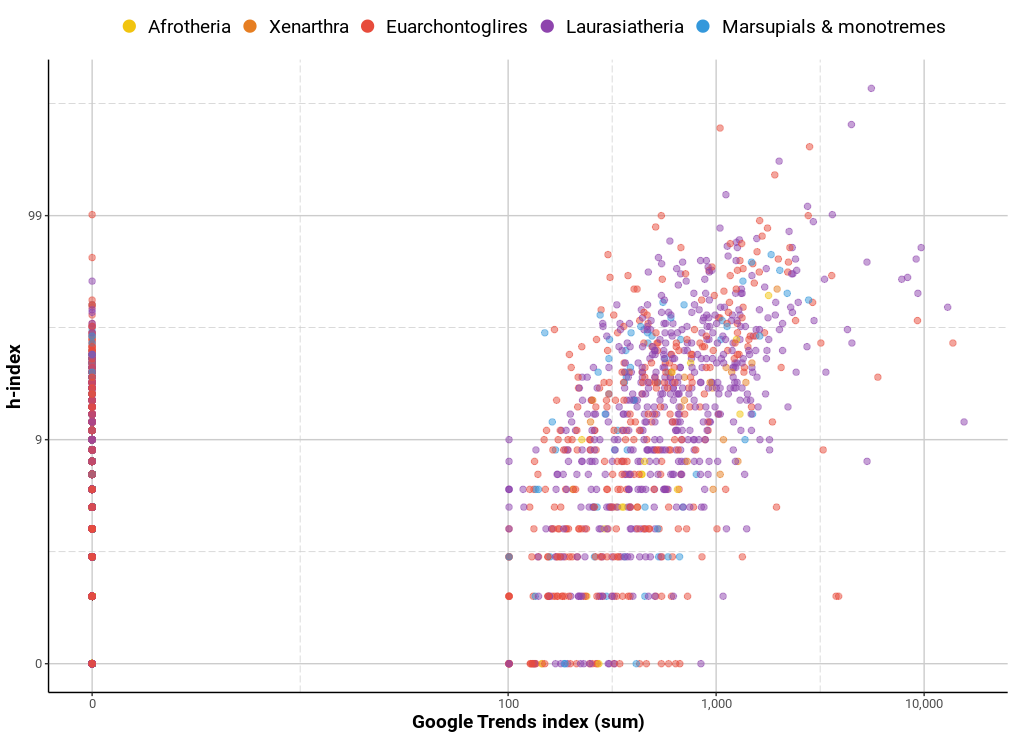 Afrotheria Xenarthra Euarchontoglires Laurasiatheria Marsupials & monotremes
h-index
99
9
0
0 100 1,000 10,000
Google Trends index (sum)